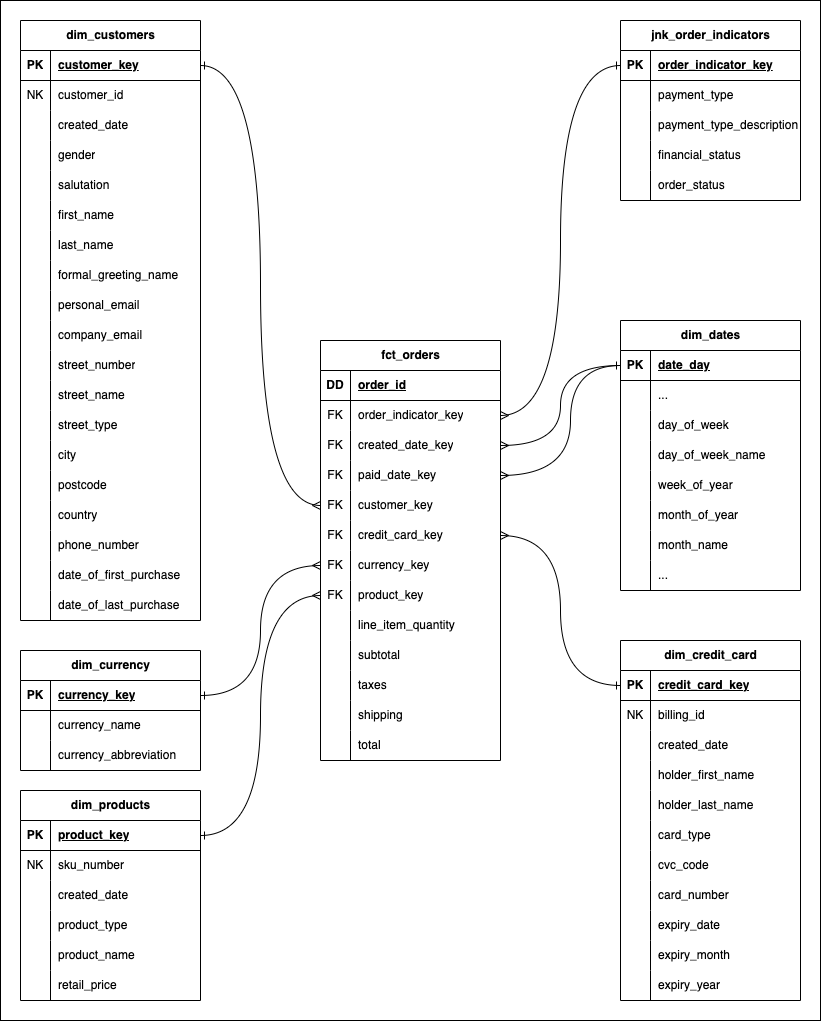 dim_customers
PK customer_key
NK customer_id
created_date
gender
salutation
first_name
last_name
formal_greeting_name
personal_email
company_email
street_number
street_name
street_type
city
postcode
country
phone_number
date_of_first_purchase
date_of_last_purchase
dim_currency
PK currency_key
currency_name
currency_abbreviation
dim_products
PK product_key
NK sku_number
created_date
product_type
product_name
retail_price
fct_orders
DD order_id
FK order_indicator_key
FK created_date_key
FK paid_date_key
FK customer_key
FK credit_card_key
FK currency_key
FK product_key
line_item_quantity
subtotal
taxes
shipping
total
jnk_order_indicators
PK order_indicator_key
payment_type
payment_type_description
financial_status
order_status
dim_dates
PK date_day
...
day_of_week
day_of_week_name
week_of_year
month_of_year
month_name
...
dim_credit_card
PK credit_card_key
NK billing_id
created_date
holder_first_name
holder_last_name
card_type
cvc_code
card_number
expiry_date
expiry_month
expiry_year